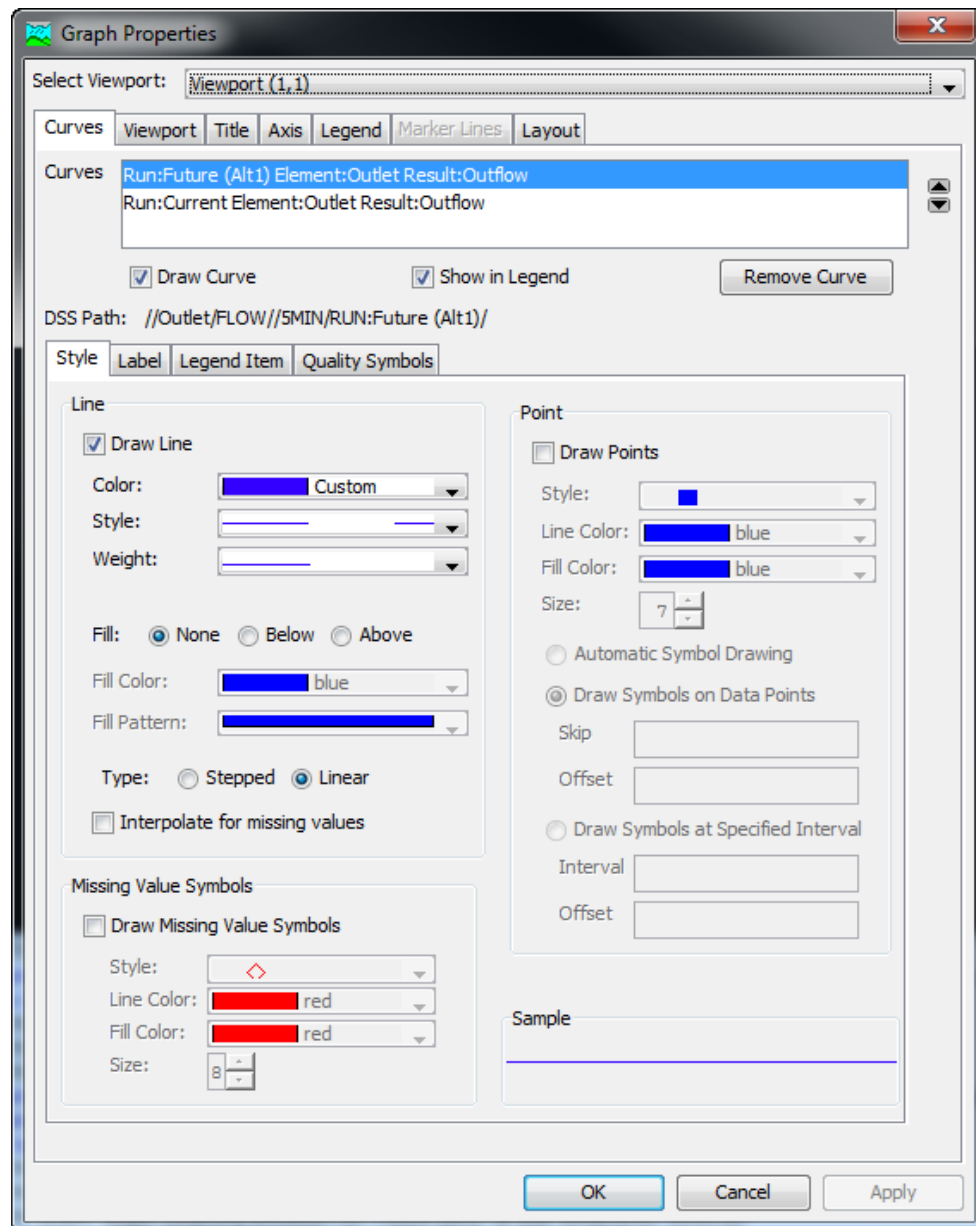 Graph Properties
Select Viewport: Viewport (1,1)
Curves Viewport Title Axis Legend Marker Lines Layout
Curves Run:Future (Alt1) Element:Outlet Result:Outflow
Run:Current Element:Outlet Result:Outflow
Draw Curve Show in Legend Remove Curve
DSS Path: //Outlet/FLOW//5MIN/RUN:Future (Alt1)/
Style Label Legend Item Quality Symbols
Line
Draw Line
Color: Custom
Style:
Weight:
Fill: None Below Above
Fill Color: blue
Fill Pattern:
Type: Stepped Linear
Interpolate for missing values
Missing Value Symbols
Draw Missing Value Symbols
Style:
Line Color: red
Fill Color: red
Size: 8
Point
Draw Points
Style:
Line Color: blue
Fill Color: blue
Size: 7
Automatic Symbol Drawing
Draw Symbols on Data Points
Skip
Offset
Draw Symbols at Specified Interval
Interval
Offset
Sample
OK Cancel Apply